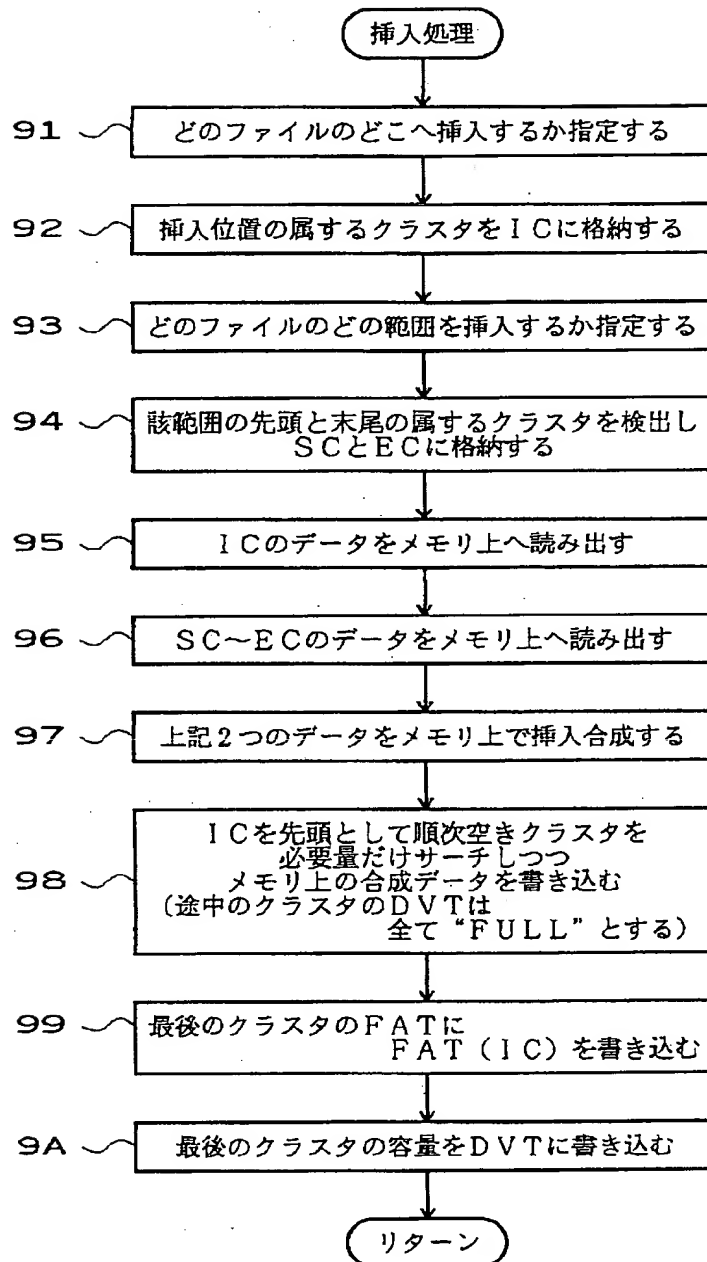 挿入処理
91 どのファイルのどこへ挿入するか指定する
92 挿入位置の属するクラスタをＩＣに格納する
93 どのファイルのどの範囲を挿入するか指定する
94 該範囲の先頭と末尾の属するクラスタを検出し
ＳＣとＥＣに格納する
95 ＩＣのデータをメモリ上へ読み出す
96 ＳＣ～ＥＣのデータをメモリ上へ読み出す
97 上記２つのデータをメモリ上で挿入合成する
98 ＩＣを先頭として順次空きクラスタを
必要量だけサーチしつつ
メモリ上の合成データを書き込む
（途中のクラスタのＤＶＴは
全て“ＦＵＬＬ”とする）
99 最後のクラスタのＦＡＴに
ＦＡＴ（ＩＣ）を書き込む
9A 最後のクラスタの容量をＤＶＴに書き込む
リターン